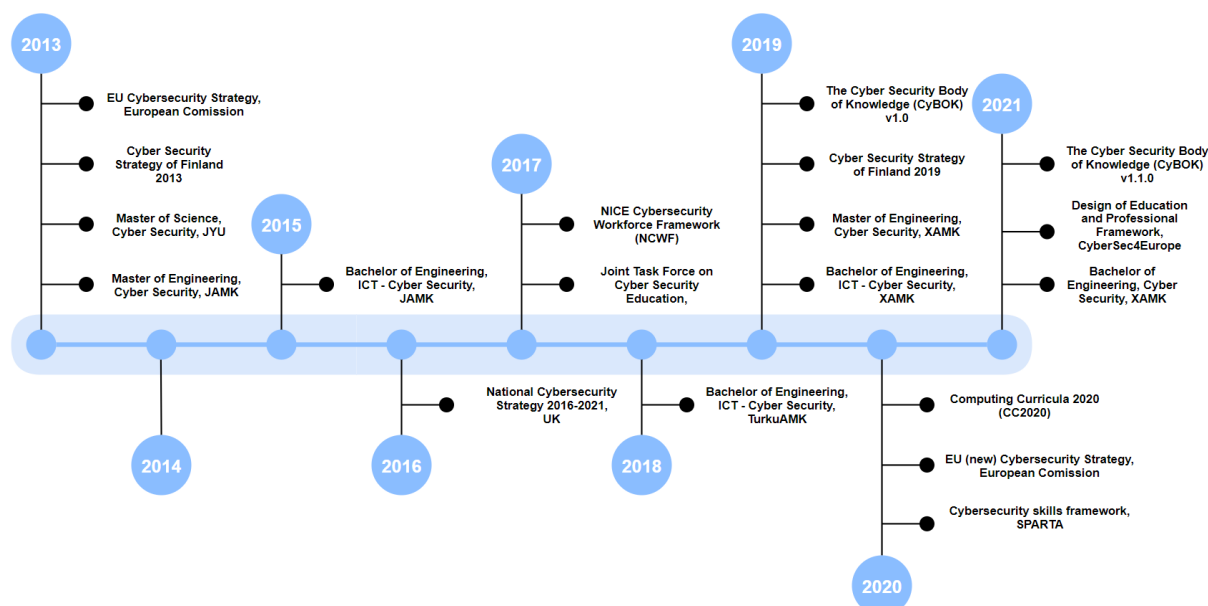 2013
EU Cybersecurity Strategy,
European Comission
Cyber Security
Strategy of Finland
2013
Master of Science,
Cyber Security, JYU
Master of Engineering,
Cyber Security, JAMK
2014
2015
Bachelor of Engineering,
ICT - Cyber Security,
JAMK
2016
National Cybersecurity
Strategy 2016-2021,
UK
2017
NICE Cybersecurity
Workforce Framework
(NCWF)
Joint Task Force on
Cyber Security
Education,
2018
Bachelor of Engineering,
ICT - Cyber Security,
TurkuAMK
2019
The Cyber Security Body
of Knowledge (CyBOK)
v1.0
Cyber Security Strategy
of Finland 2019
Master of Engineering,
Cyber Security, XAMK
Bachelor of Engineering,
ICT - Cyber Security,
XAMK
Computing Curricula 2020
(CC2020)
EU (new) Cybersecurity Strategy,
European Comission
Cybersecurity skills framework,
SPARTA
2020
2021
The Cyber Security Body
of Knowledge (CyBOK)
v1.1.0
Design of Education
and Professional
Framework,
CyberSec4Europe
Bachelor of
Engineering, Cyber
Security, XAMK